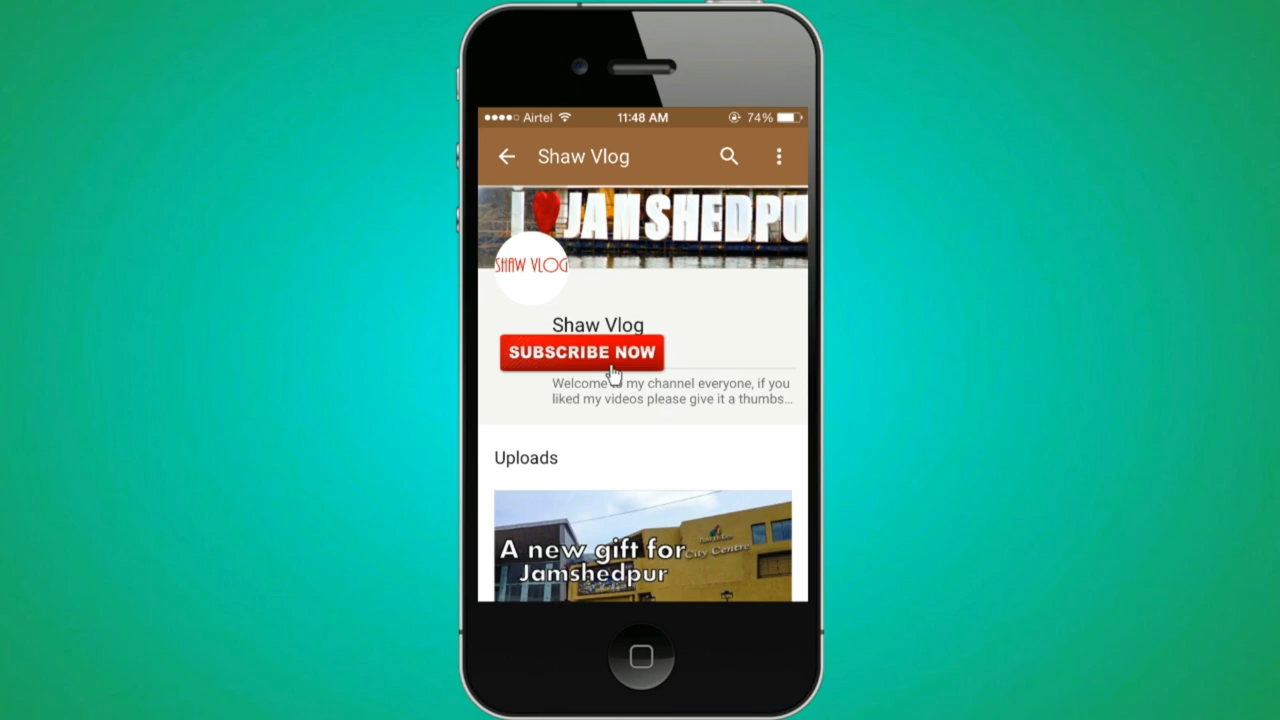 Airtel 11:48 AM 74%
Shaw Vlog
i JAMSHEDPU
SHAW VLOG
Shaw Vlog
SUBSCRIBE NOW
Welcome to my channel everyone, if you
liked my videos please give it a thumbs...
Uploads
A new gift for
Jamshedpur
City Centre